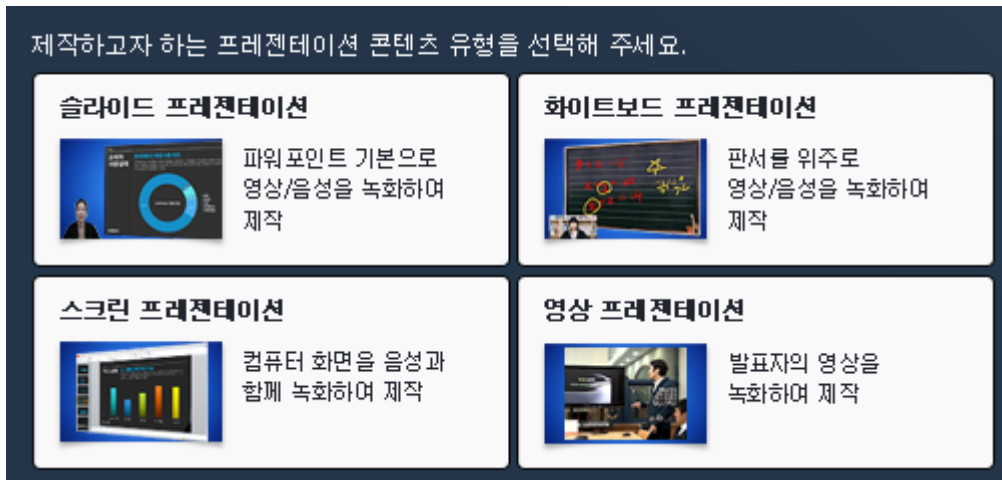 제작하고자 하는 프레젠테이션 콘텐츠 유형을 선택해 주세요.
슬라이드 프레젠테이션
파워포인트 기본으로
영상/음성을 녹화하여
제작
화이트보드 프레젠테이션
판서를 위주로
영상/음성을 녹화하여
제작
스크린 프레젠테이션
컴퓨터 화면을 음성과
함께 녹화하여 제작
영상 프레젠테이션
발표자의 영상을
녹화하여 제작